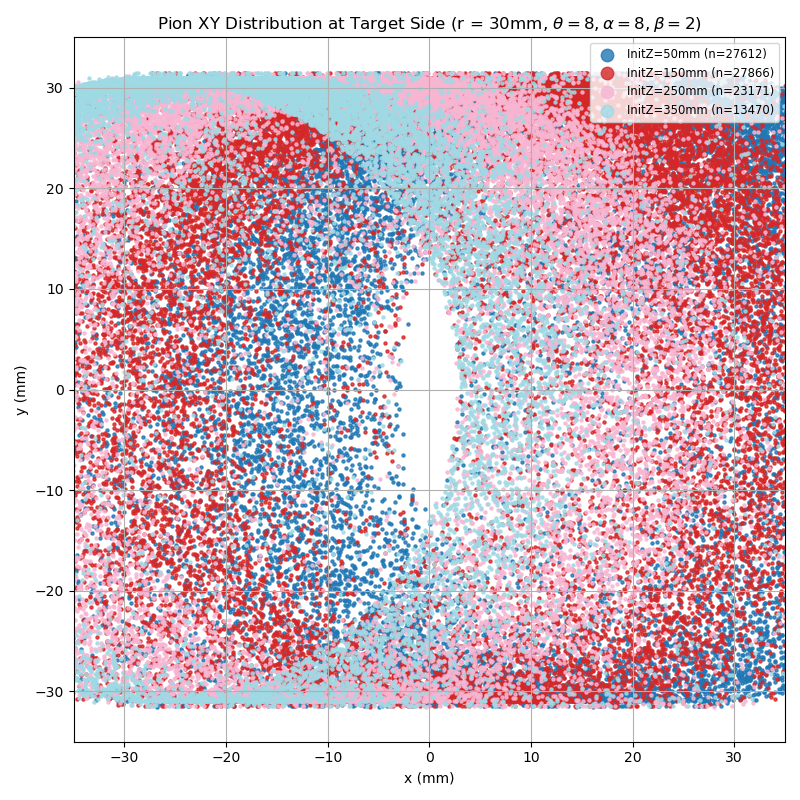 Pion XY Distribution at Target Side (r = 30mm, θ = 8, α = 8, β = 2)
InitZ=50mm (n=27612)
InitZ=150mm (n=27866)
InitZ=250mm (n=23171)
InitZ=350mm (n=13470)
30
20
10
0
−10
−20
−30
y (mm)
−30 −20 −10 0 10 20 30
x (mm)